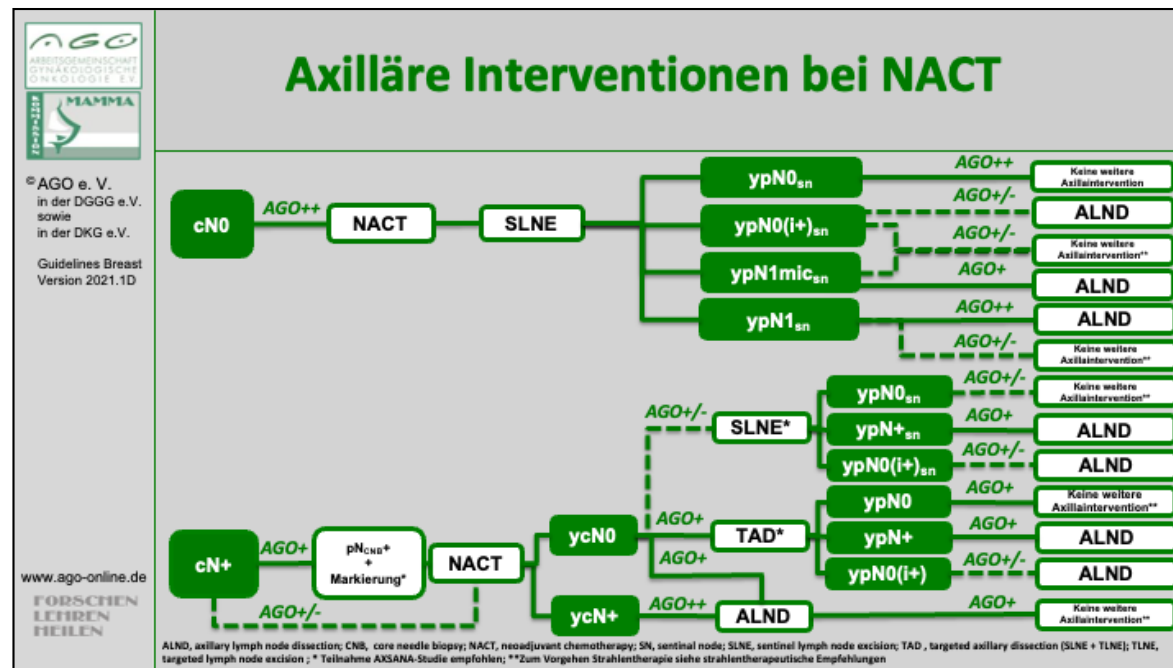 AGO
ARBEITSGEMEINSCHAFT
GYNÄKOLOGISCHE
ONKOLOGIE E.V.
KOMMISSION
MAMMA
© AGO e. V.
in der DGGG e.V.
sowie
in der DKG e.V.
Guidelines Breast
Version 2021.1D
www.ago-online.de
FORSCHEN
LEHREN
HEILEN
Axilläre Interventionen bei NACT
cN0
AGO++
NACT
SLNE
ypN0sn
AGO++
Keine weitere
Axillaintervention
ypN0(i+)sn
AGO+/-
ALND
AGO+/-
Keine weitere
Axillaintervention**
ypN1micsn
AGO+
ALND
ypN1sn
AGO++
ALND
AGO+/-
Keine weitere
Axillaintervention**
cN+
AGO+
pNCNB+
+
Markierung*
AGO+/-
NACT
ycN0
AGO+/-
SLNE*
ypN0sn
AGO+/-
Keine weitere
Axillaintervention**
ypN+sn
AGO+
ALND
ypN0(i+)sn
AGO+/-
ALND
AGO+
TAD*
ypN0
AGO+
Keine weitere
Axillaintervention**
ypN+
AGO+
ALND
ypN0(i+)
AGO+/-
ALND
AGO+
ycN+
AGO++
ALND
AGO+
Keine weitere
Axillaintervention**
ALND, axillary lymph node dissection; CNB, core needle biopsy; NACT, neoadjuvant chemotherapy; SN, sentinal node; SLNE, sentinel lymph node excision; TAD , targeted axillary dissection (SLNE + TLNE); TLNE,
targeted lymph node excision ; * Teilnahme AXSANA-Studie empfohlen; **Zum Vorgehen Strahlentherapie siehe strahlentherapeutische Empfehlungen